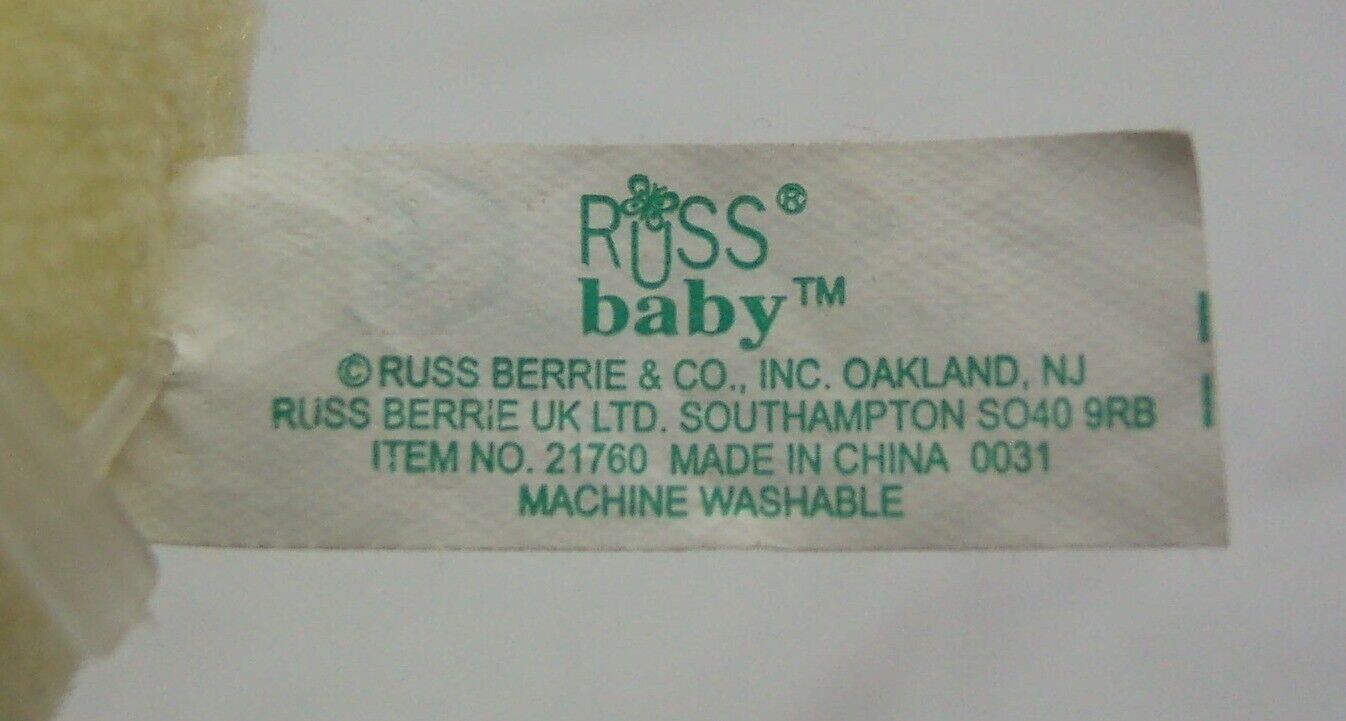 RUSS®
baby™
©RUSS BERRIE & CO., INC. OAKLAND, NJ
RUSS BERRIE UK LTD. SOUTHAMPTON SO40 9RB
ITEM NO. 21760 MADE IN CHINA 0031
MACHINE WASHABLE